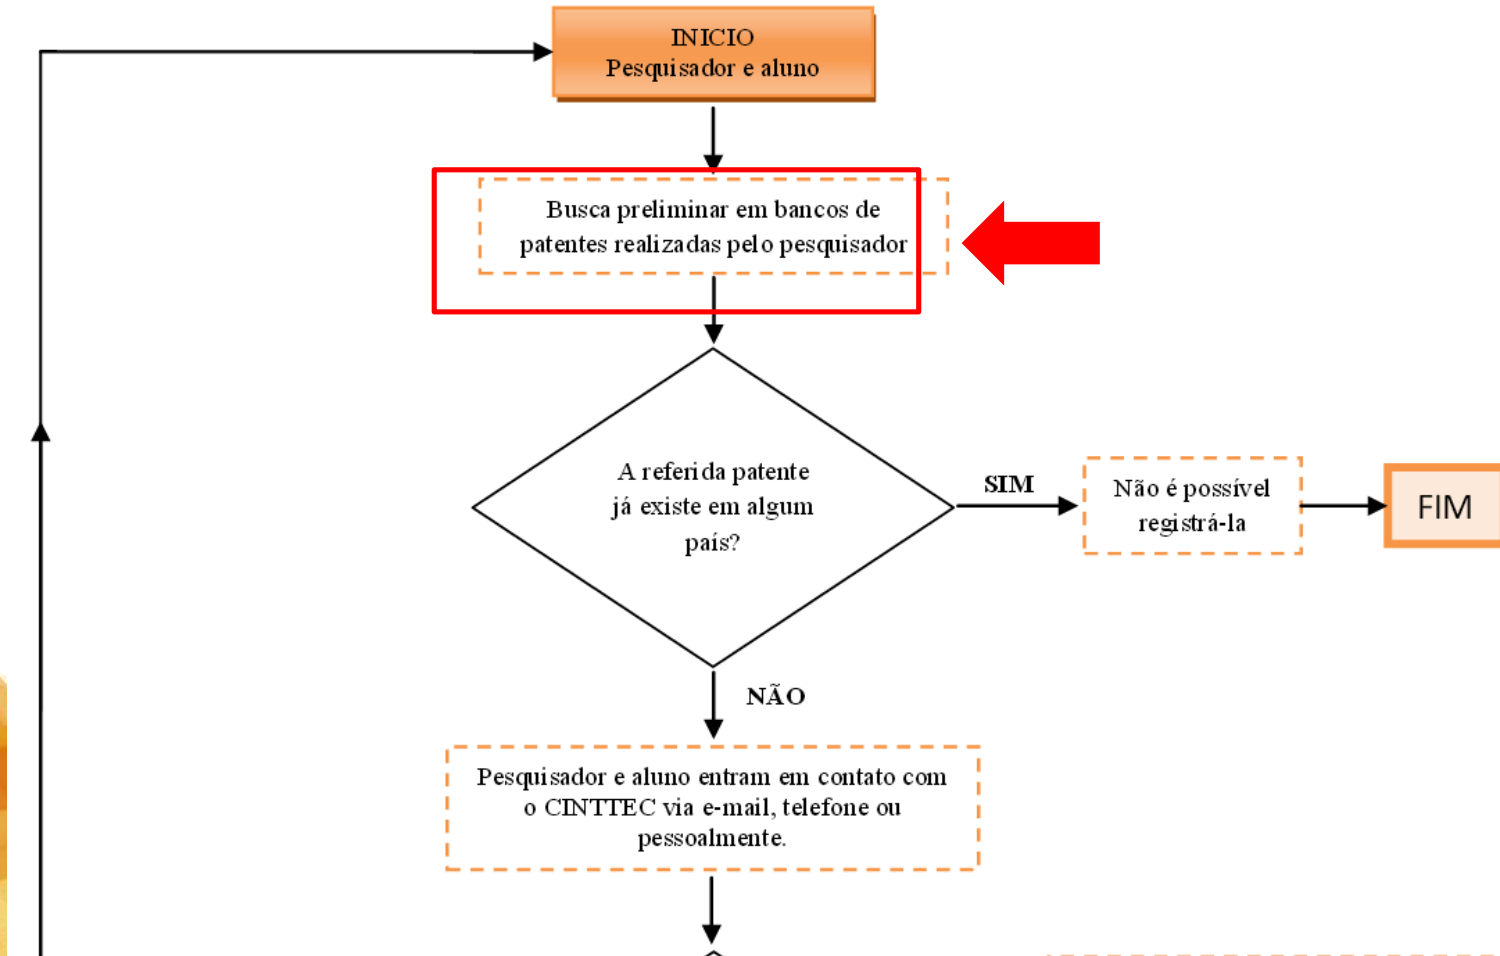 INICIO
Pesquisador e aluno
Busca preliminar em bancos de
patentes realizadas pelo pesquisador
A referida patente
já existe em algum
país?
SIM
Não é possível
registrá-la
FIM
NÃO
Pesquisador e aluno entram em contato com
o CINTTEC via e-mail, telefone ou
pessoalmente.